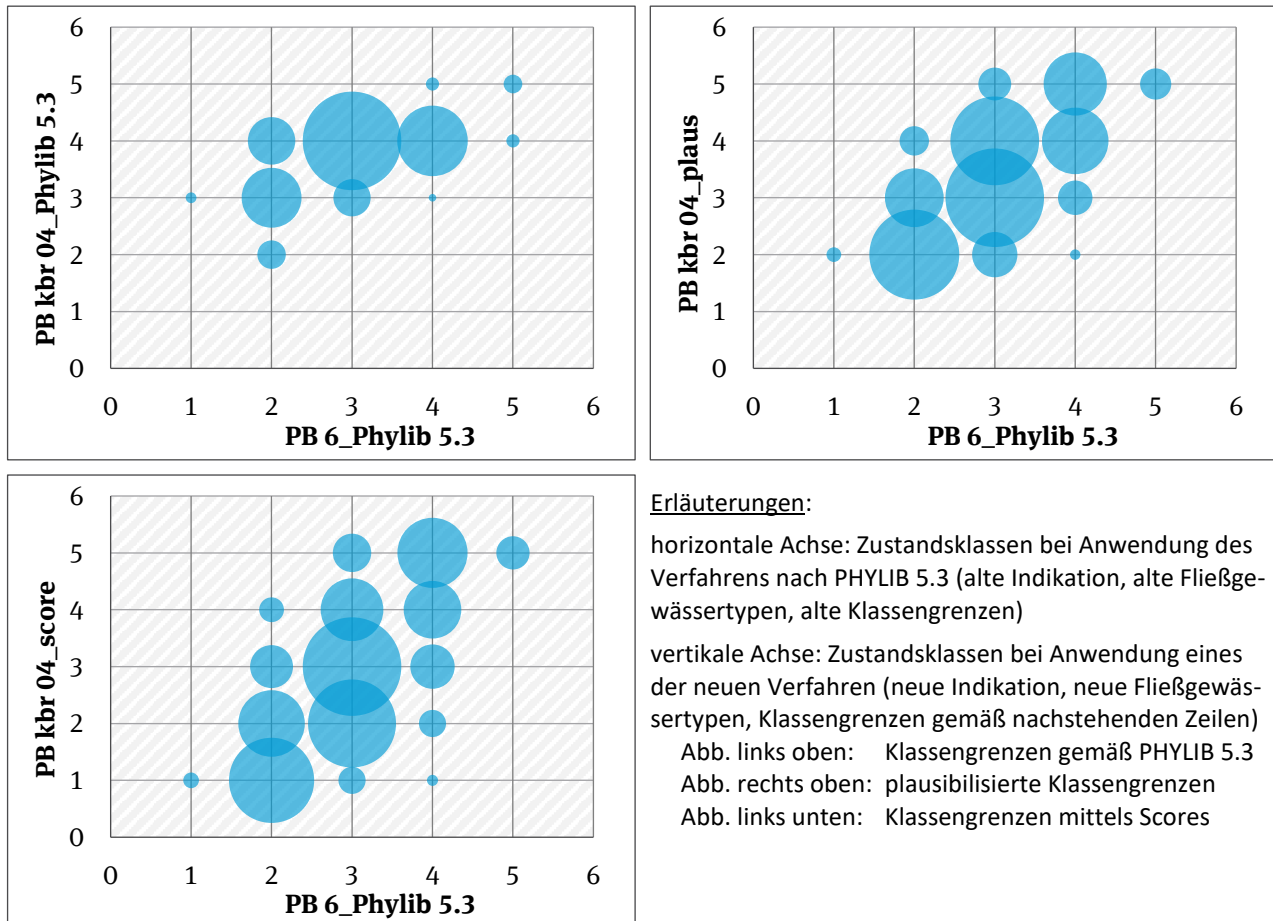 6
5
4
3
2
1
0
PB kbr 04_Phylib 5.3
0 1 2 3 4 5 6
PB 6_Phylib 5.3
6
5
4
3
2
1
0
PB kbr 04_plaus
0 1 2 3 4 5 6
PB 6_Phylib 5.3
6
5
4
3
2
1
0
PB kbr 04_score
0 1 2 3 4 5 6
PB 6_Phylib 5.3
Erläuterungen:
horizontale Achse: Zustandsklassen bei Anwendung des
Verfahrens nach PHYLIB 5.3 (alte Indikation, alte Fließge-
wässertypen, alte Klassengrenzen)
vertikale Achse: Zustandsklassen bei Anwendung eines
der neuen Verfahren (neue Indikation, neue Fließgewäs-
sertypen, Klassengrenzen gemäß nachstehenden Zeilen)
Abb. links oben: Klassengrenzen gemäß PHYLIB 5.3
Abb. rechts oben: plausibilisierte Klassengrenzen
Abb. links unten: Klassengrenzen mittels Scores